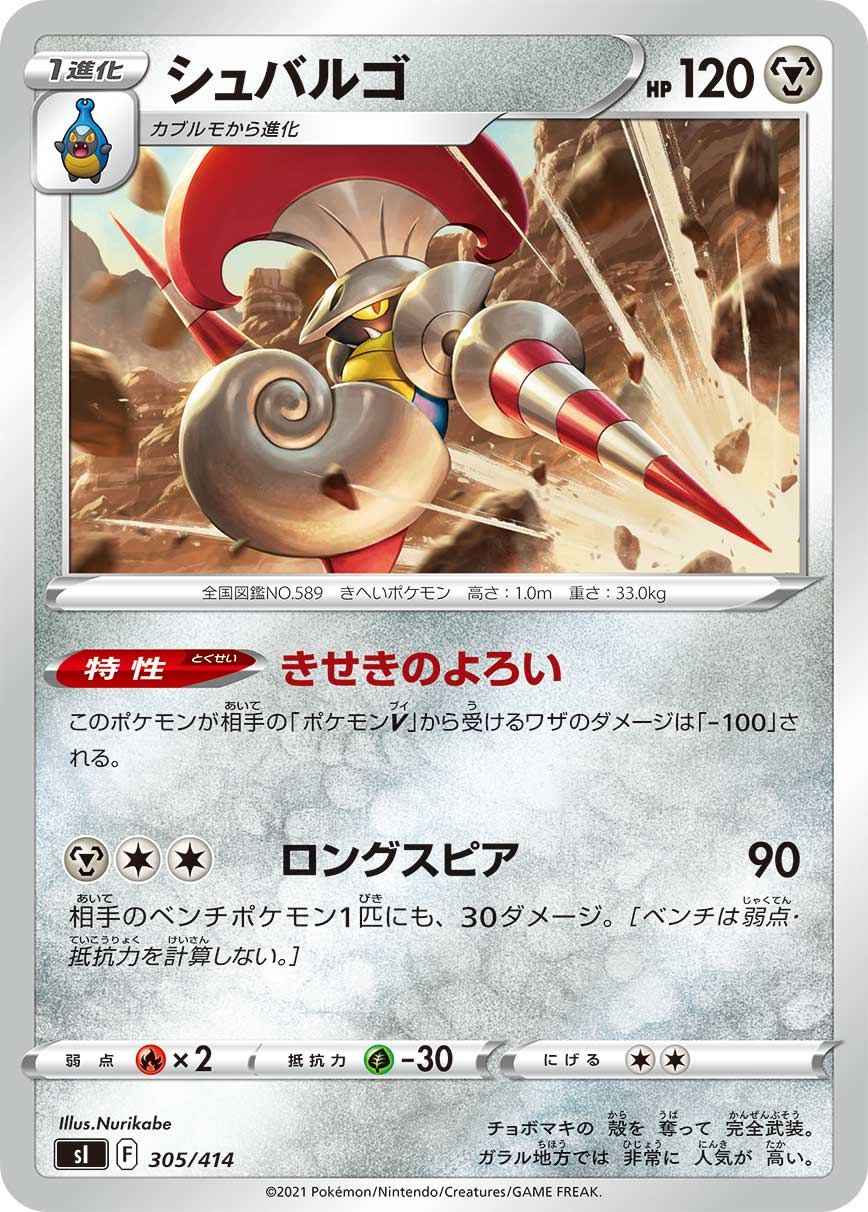 1進化
シュバルゴ
HP 120
カブルモから進化
全国図鑑NO.589 きへいポケモン 高さ:1.0m 重さ:33.0kg
特性 とくせい きせきのよろい
このポケモンが相手の「ポケモンV」から受けるワザのダメージは「-100」さ
れる。
ロングスピア 90
相手のベンチポケモン1匹にも、30ダメージ。[ベンチは弱点・
抵抗力を計算しない。]
弱点 ×2 抵抗力 -30 にげる
Illus.Nurikabe
チョボマキの 殻を 奪って 完全武装。
ガラル地方では 非常に 人気が 高い。
sI F 305/414
©2021 Pokémon/Nintendo/Creatures/GAME FREAK.